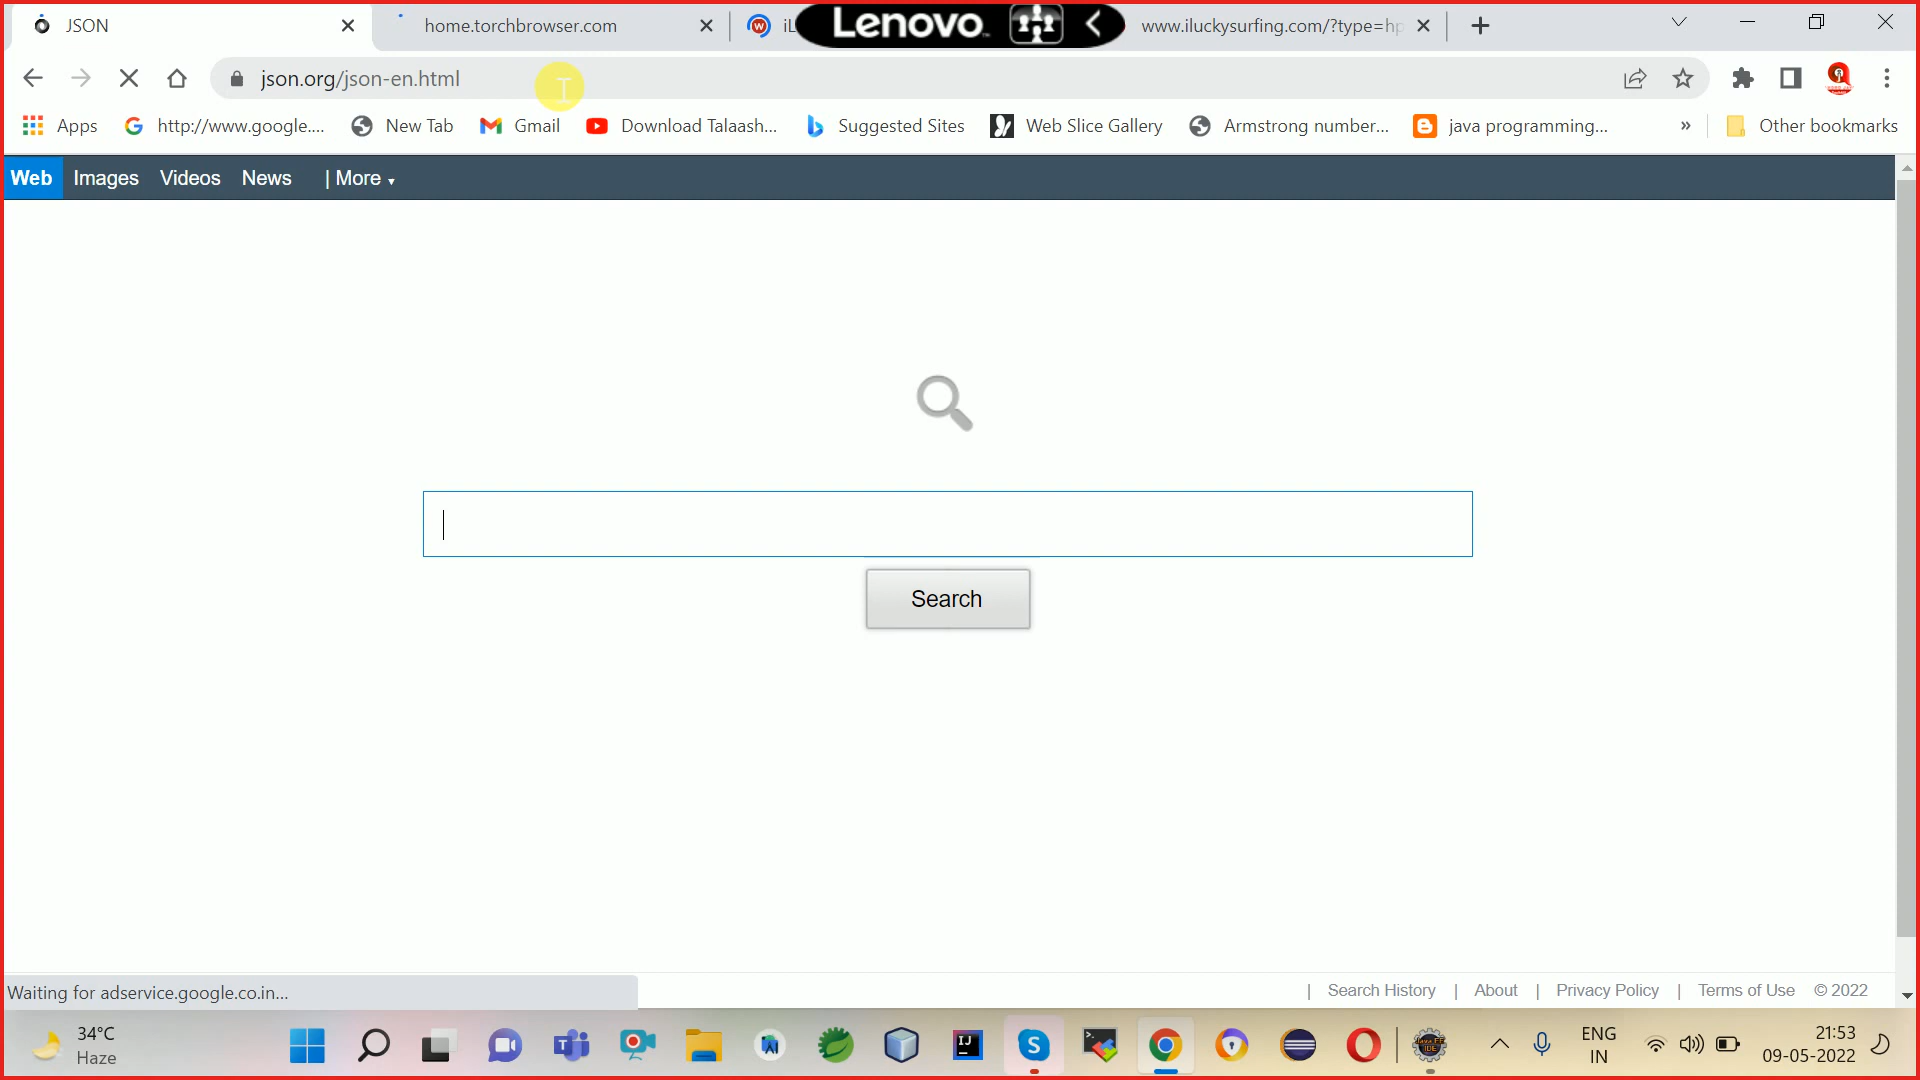 JSON
home.torchbrowser.com
iL
Lenovo
www.iluckysurfing.com/?type=hp
json.org/json-en.html
Apps
http://www.google....
New Tab
Gmail
Download Talaash...
Suggested Sites
Web Slice Gallery
Armstrong number...
java programming...
»
Other bookmarks
Web
Images
Videos
News
| More ▾
Search
Waiting for adservice.google.co.in...
| Search History | About | Privacy Policy | Terms of Use © 2022
34°C
Haze
ENG
IN
21:53
09-05-2022